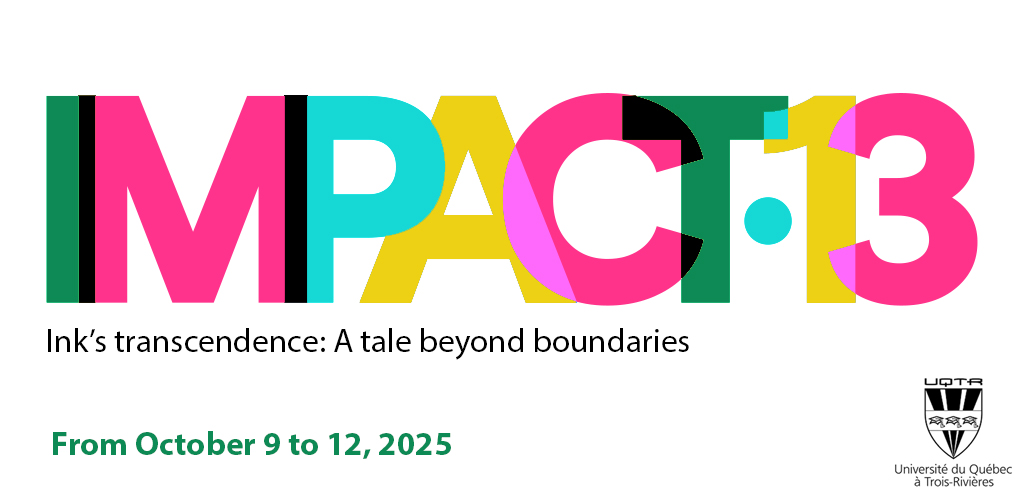 IMPACT·13
Ink’s transcendence: A tale beyond boundaries
From October 9 to 12, 2025
UQTR
Université du Québec
à Trois-Rivières